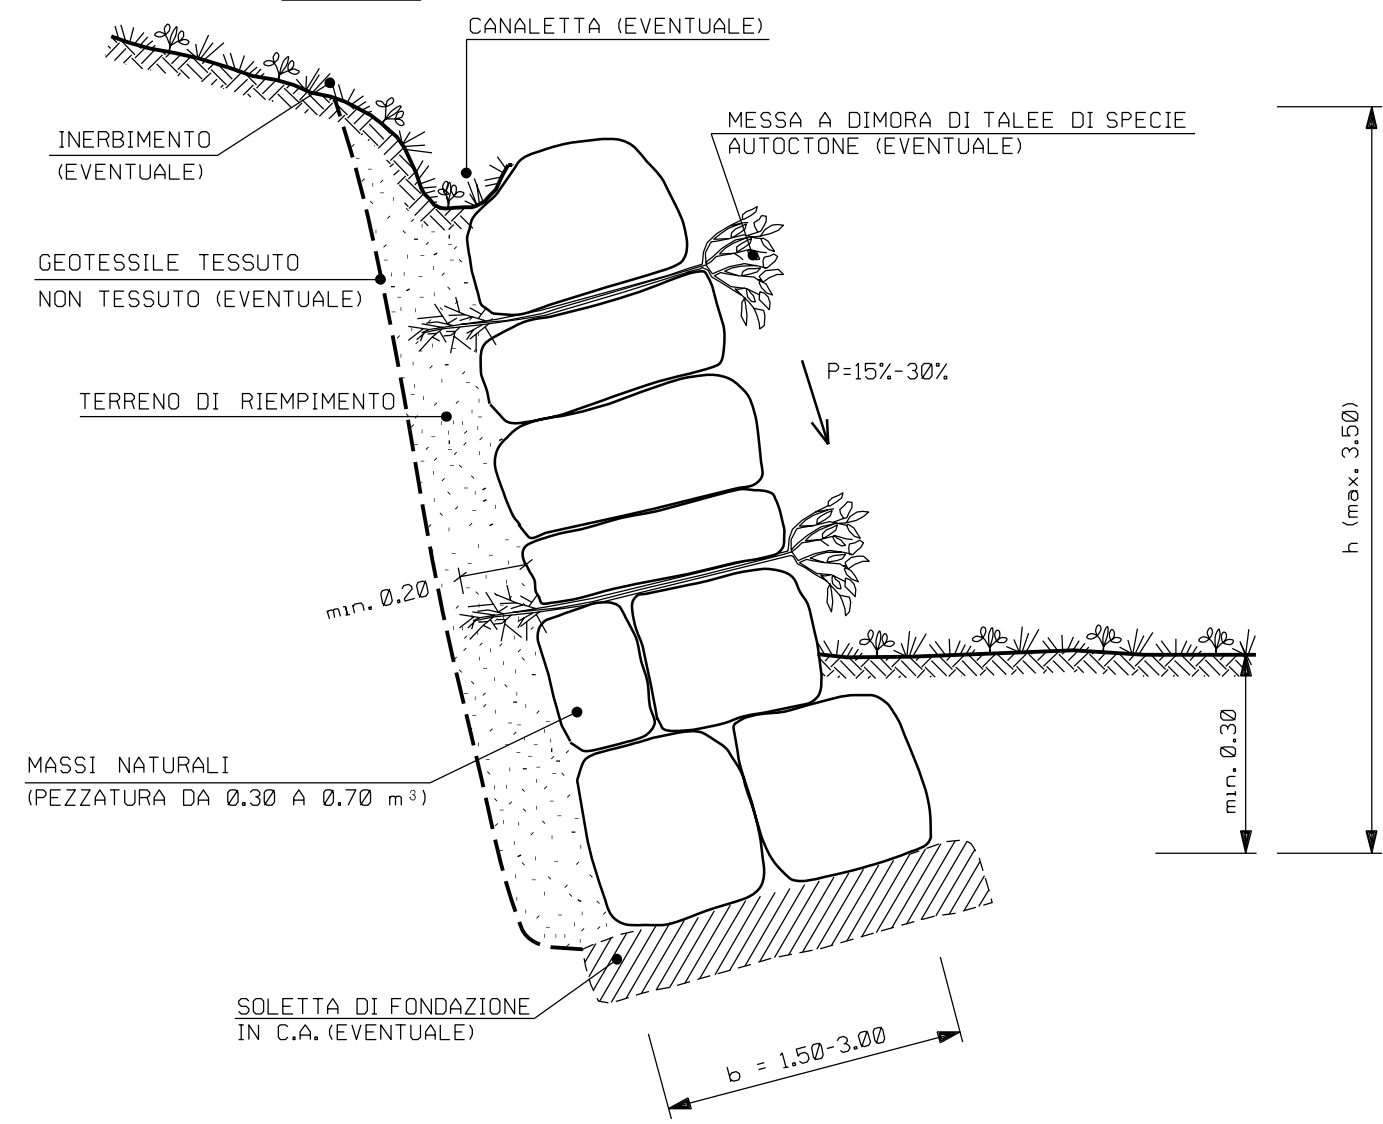 CANALETTA (EVENTUALE)
MESSA A DIMORA DI TALEE DI SPECIE
AUTOCTONE (EVENTUALE)
INERBIMENTO
(EVENTUALE)
GEOTESSILE TESSUTO
NON TESSUTO (EVENTUALE)
P=15%-30%
TERRENO DI RIEMPIMENTO
h (max. 3.50)
min. 0.20
min. 0.30
MASSI NATURALI
(PEZZATURA DA 0.30 A 0.70 m³)
SOLETTA DI FONDAZIONE
IN C.A. (EVENTUALE)
b = 1.50-3.00